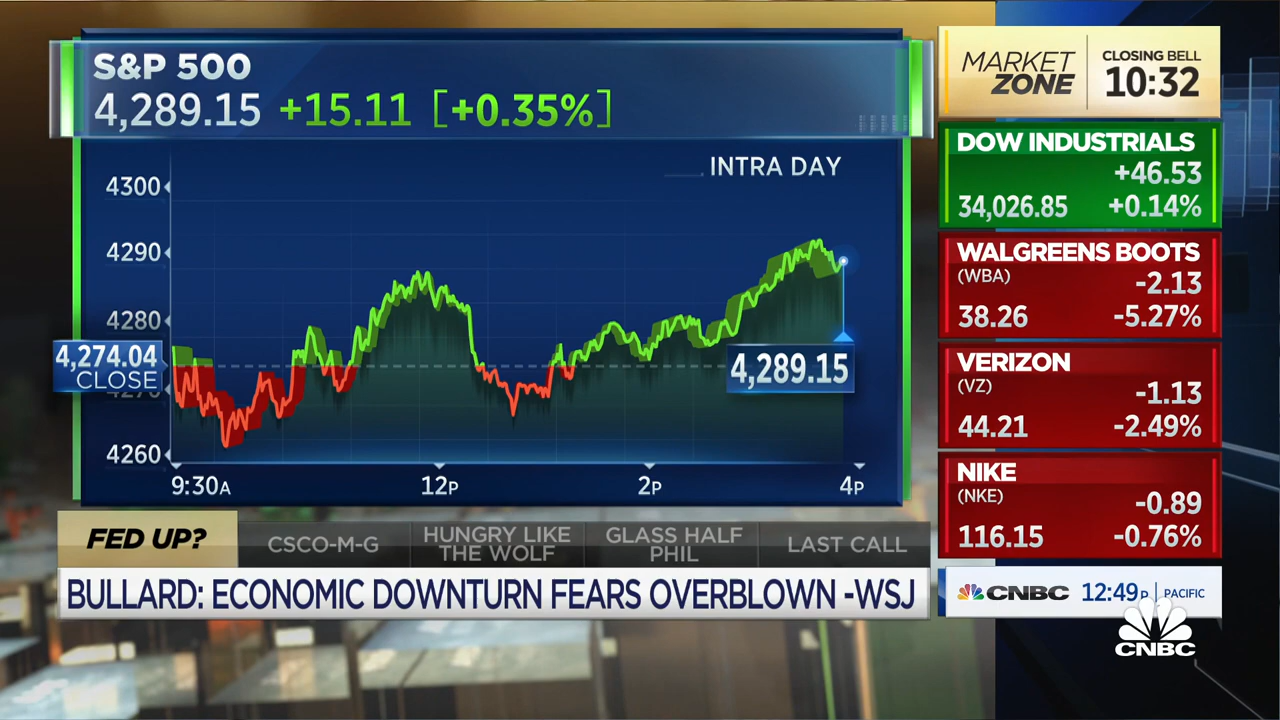 S&P 500
4,289.15 +15.11 [+0.35%]
INTRA DAY
4300
4290
4280
4270
4260
4,274.04
CLOSE
4,289.15
9:30A
12P
2P
4P
MARKET ZONE
CLOSING BELL
10:32
DOW INDUSTRIALS
+46.53
34,026.85 +0.14%
WALGREENS BOOTS
(WBA) -2.13
38.26 -5.27%
VERIZON
(VZ) -1.13
44.21 -2.49%
NIKE
(NKE) -0.89
116.15 -0.76%
FED UP?
CSCO-M-G
HUNGRY LIKE
THE WOLF
GLASS HALF
PHIL
LAST CALL
BULLARD: ECONOMIC DOWNTURN FEARS OVERBLOWN -WSJ
CNBC 12:49P PACIFIC
CNBC